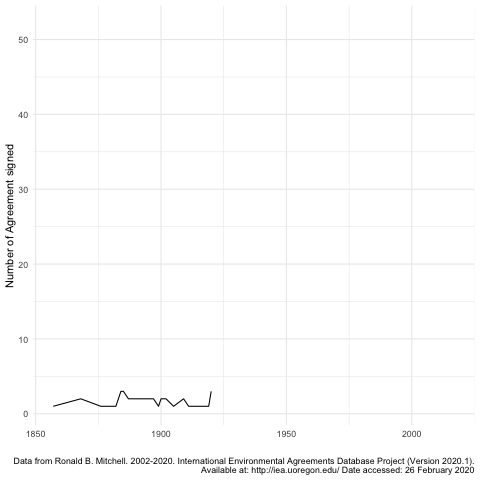 Number of Agreement signed
50
40
30
20
10
0
1850 1900 1950 2000
Data from Ronald B. Mitchell. 2002-2020. International Environmental Agreements Database Project (Version 2020.1).
Available at: http://iea.uoregon.edu/ Date accessed: 26 February 2020